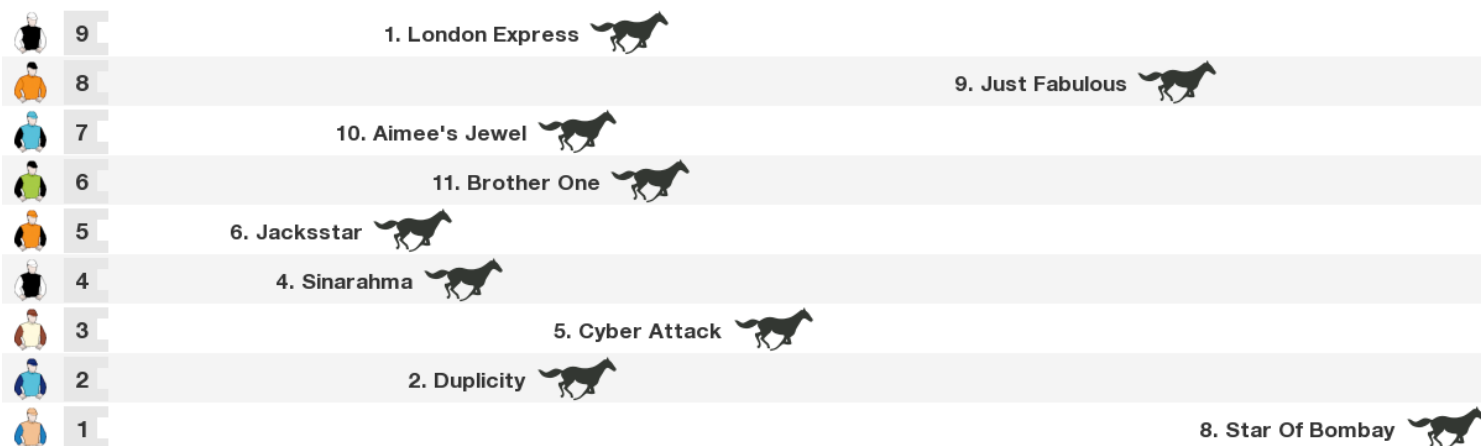 9 1. London Express
8 9. Just Fabulous
7 10. Aimee's Jewel
6 11. Brother One
5 6. Jacksstar
4 4. Sinarahma
3 5. Cyber Attack
2 2. Duplicity
1 8. Star Of Bombay